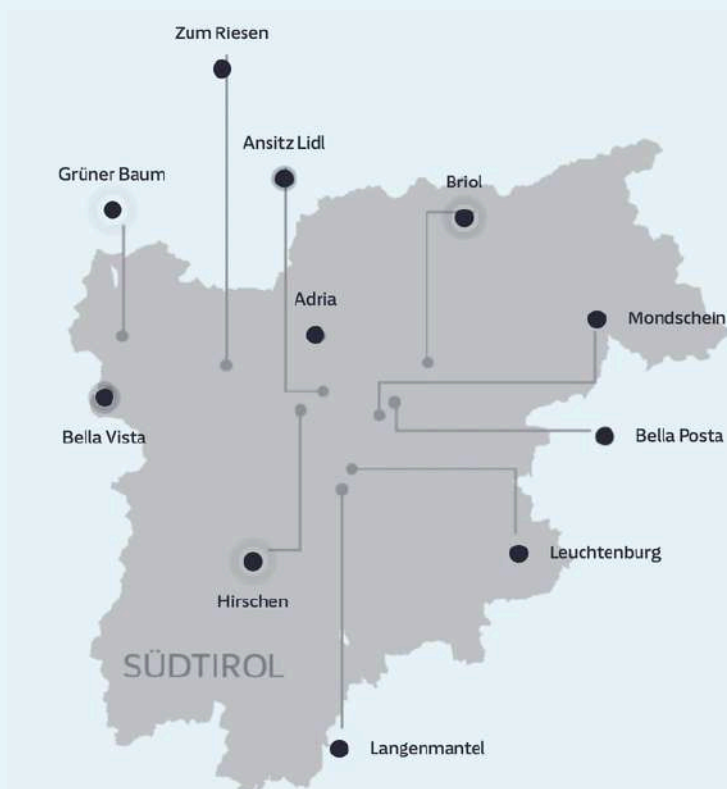 Zum Riesen
Ansitz Lidl
Grüner Baum
Briol
Adria
Mondschein
Bella Vista
Bella Posta
Leuchtenburg
Hirschen
SÜDTIROL
Langenmantel